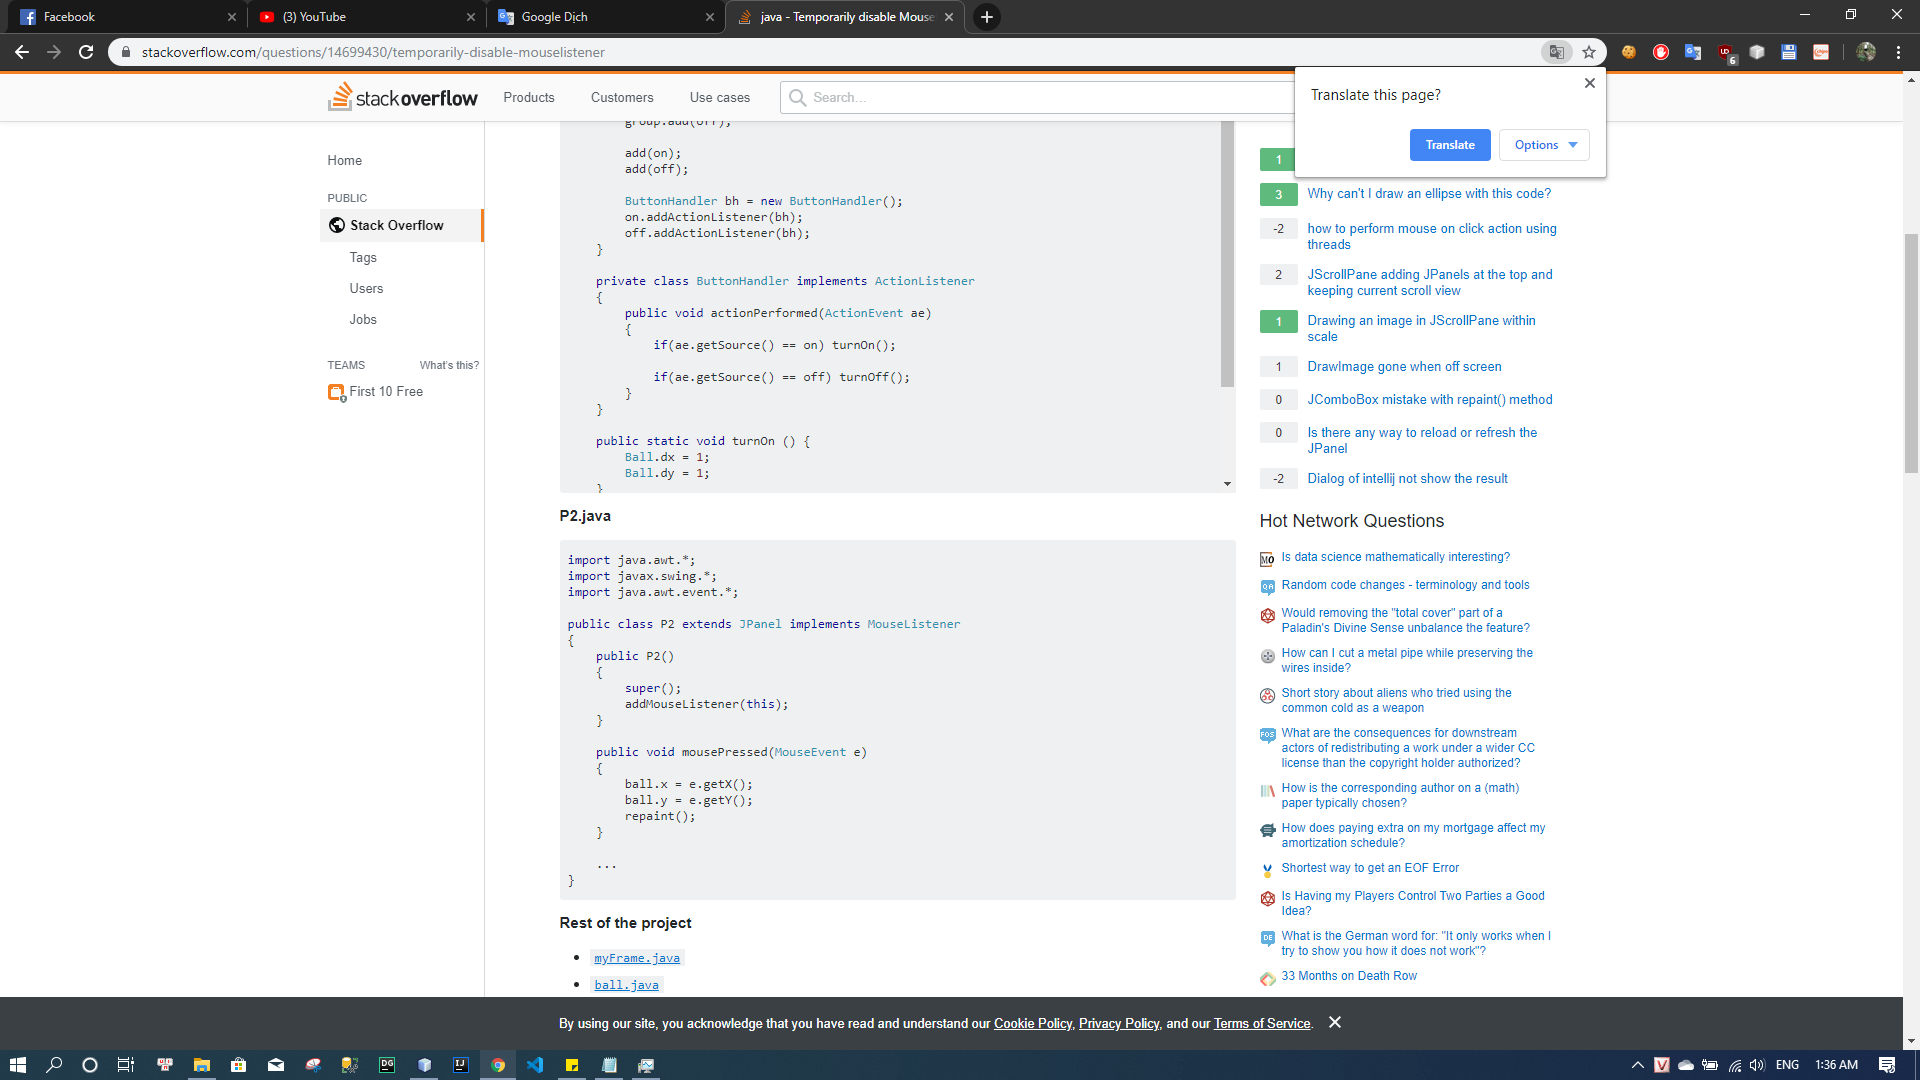 Facebook
(3) YouTube
Google Dịch
java - Temporarily disable Mouse
stackoverflow.com/questions/14699430/temporarily-disable-mouselistener
6
Translate this page?
Translate
Options
stackoverflow
Products
Customers
Use cases
Search...
Home
PUBLIC
Stack Overflow
Tags
Users
Jobs
TEAMS
What's this?
First 10 Free
group.add(off);
add(on);
add(off);
ButtonHandler bh = new ButtonHandler();
on.addActionListener(bh);
off.addActionListener(bh);
}
private class ButtonHandler implements ActionListener
{
public void actionPerformed(ActionEvent ae)
{
if(ae.getSource() == on) turnOn();
if(ae.getSource() == off) turnOff();
}
}
public static void turnOn () {
Ball.dx = 1;
Ball.dy = 1;
}
P2.java
import java.awt.*;
import javax.swing.*;
import java.awt.event.*;
public class P2 extends JPanel implements MouseListener
{
public P2()
{
super();
addMouseListener(this);
}
public void mousePressed(MouseEvent e)
{
ball.x = e.getX();
ball.y = e.getY();
repaint();
}
...
}
Rest of the project
myFrame.java
ball.java
1
3 Why can't I draw an ellipse with this code?
-2 how to perform mouse on click action using
threads
2 JScrollPane adding JPanels at the top and
keeping current scroll view
1 Drawing an image in JScrollPane within
scale
1 DrawImage gone when off screen
0 JComboBox mistake with repaint() method
0 Is there any way to reload or refresh the
JPanel
-2 Dialog of intellij not show the result
Hot Network Questions
Is data science mathematically interesting?
Random code changes - terminology and tools
Would removing the "total cover" part of a
Paladin's Divine Sense unbalance the feature?
How can I cut a metal pipe while preserving the
wires inside?
Short story about aliens who tried using the
common cold as a weapon
What are the consequences for downstream
actors of redistributing a work under a wider CC
license than the copyright holder authorized?
How is the corresponding author on a (math)
paper typically chosen?
How does paying extra on my mortgage affect my
amortization schedule?
Shortest way to get an EOF Error
Is Having my Players Control Two Parties a Good
Idea?
What is the German word for: "It only works when I
try to show you how it does not work"?
33 Months on Death Row
By using our site, you acknowledge that you have read and understand our Cookie Policy, Privacy Policy, and our Terms of Service.
ENG
1:36 AM